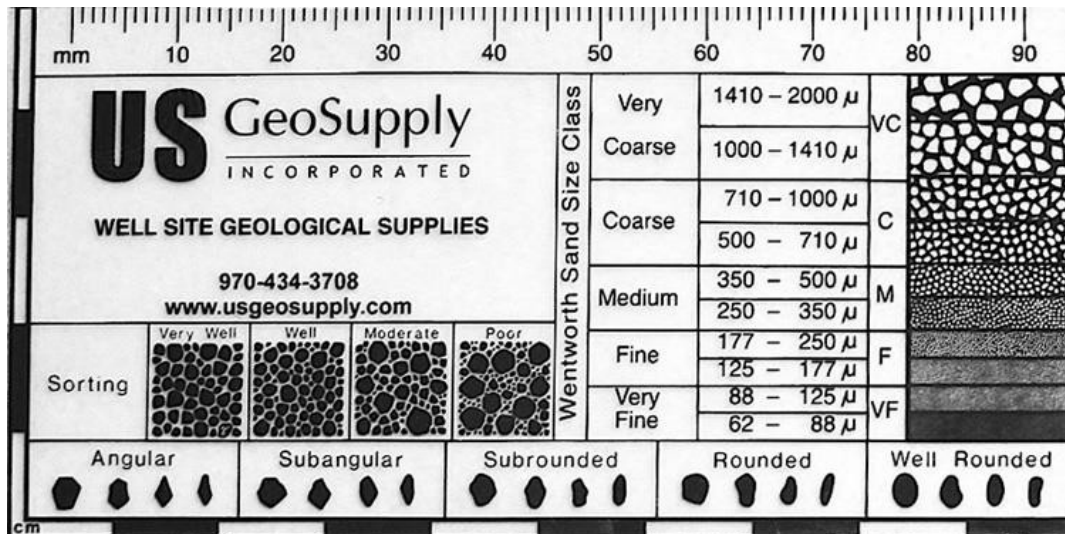 mm 10 20 30 40 50 60 70 80 90
US GeoSupply
INCORPORATED
WELL SITE GEOLOGICAL SUPPLIES
970-434-3708
www.usgeosupply.com
Wentworth Sand Size Class
Very Coarse
1410 – 2000 µ
VC
1000 – 1410 µ
Coarse
710 – 1000 µ
C
500 – 710 µ
Medium
350 – 500 µ
M
250 – 350 µ
Fine
177 – 250 µ
F
125 – 177 µ
Very Fine
88 – 125 µ
VF
62 – 88 µ
Sorting
Very Well Well Moderate Poor
Angular Subangular Subrounded Rounded Well Rounded
cm